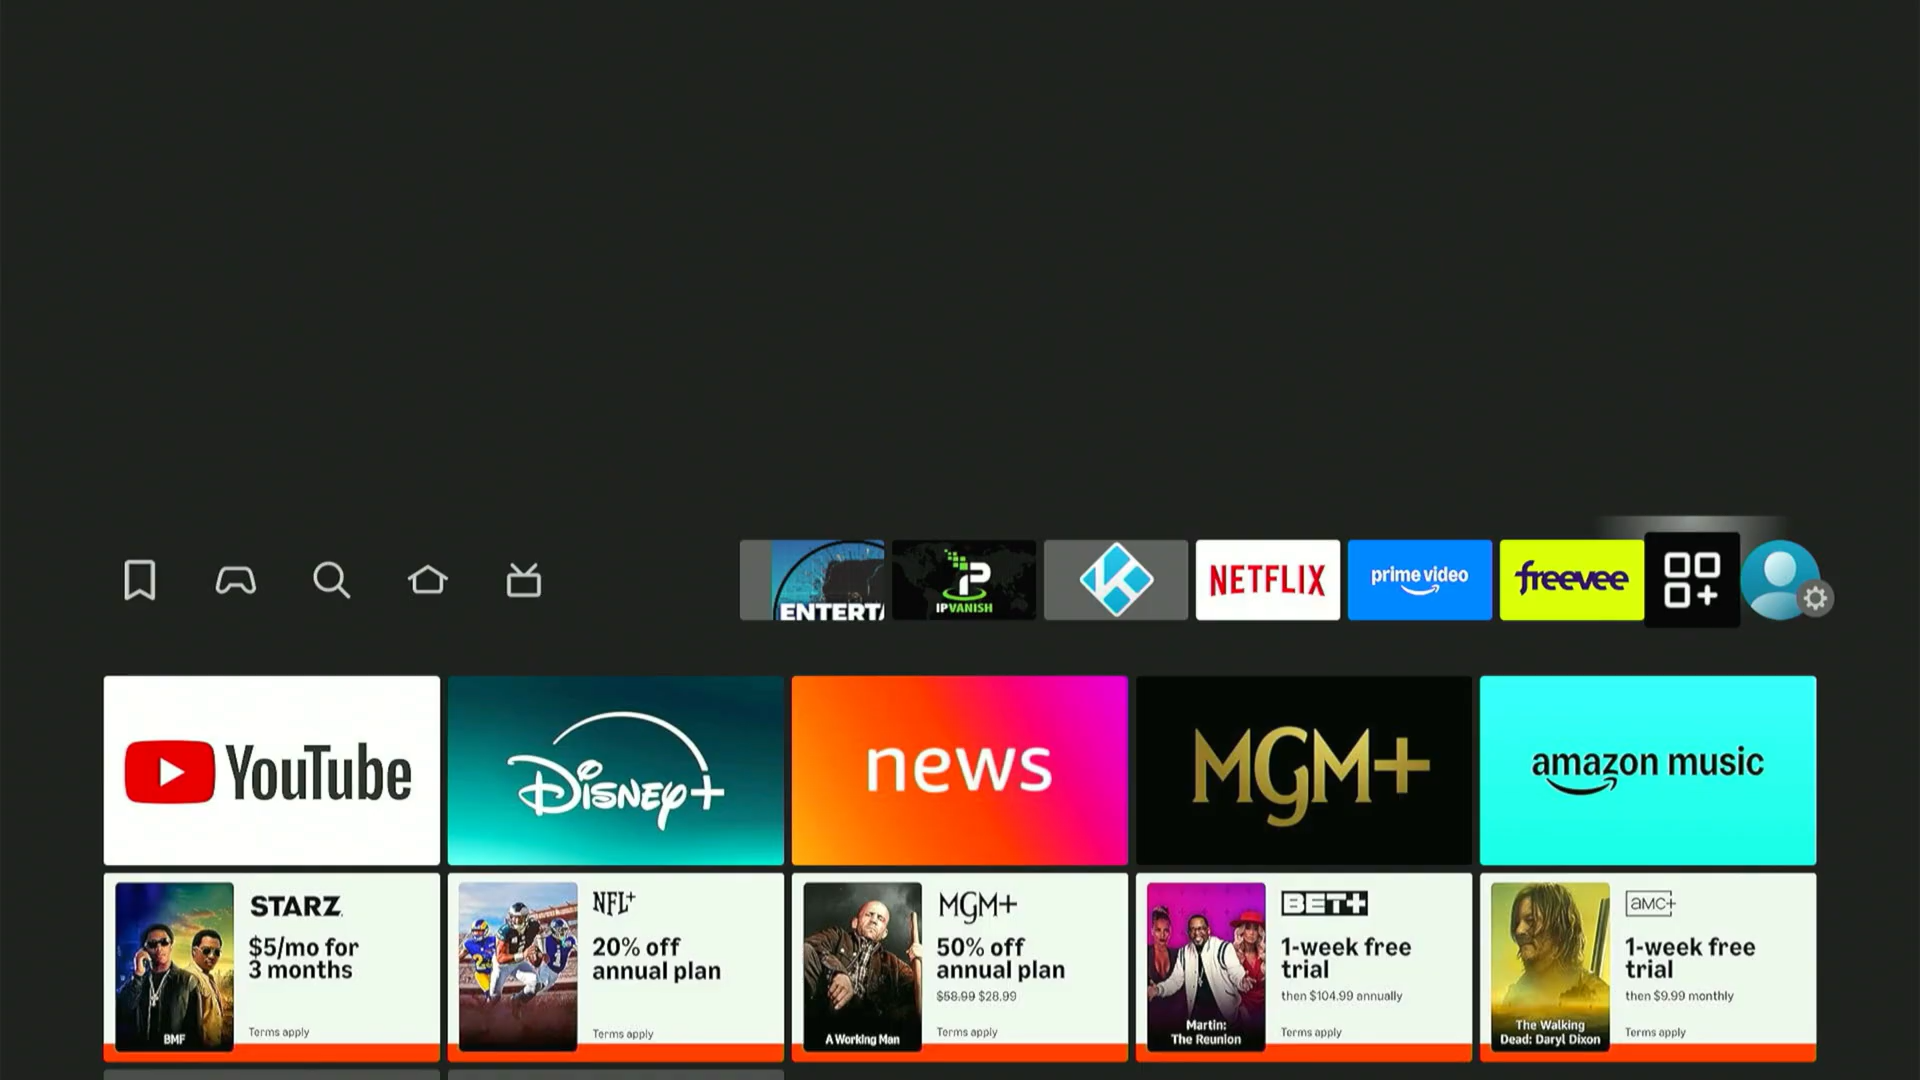 ENTERTA
IPVANISH
NETFLIX
prime video
freevee
YouTube
Disney+
news
MGM+
amazon music
STARZ
$5/mo for
3 months
Terms apply
BMF
NFL+
20% off
annual plan
Terms apply
MGM+
50% off
annual plan
$58.99 $28.99
Terms apply
A Working Man
BET+
1-week free
trial
then $104.99 annually
Terms apply
Martin:
The Reunion
aMC+
1-week free
trial
then $9.99 monthly
Terms apply
The Walking
Dead: Daryl Dixon